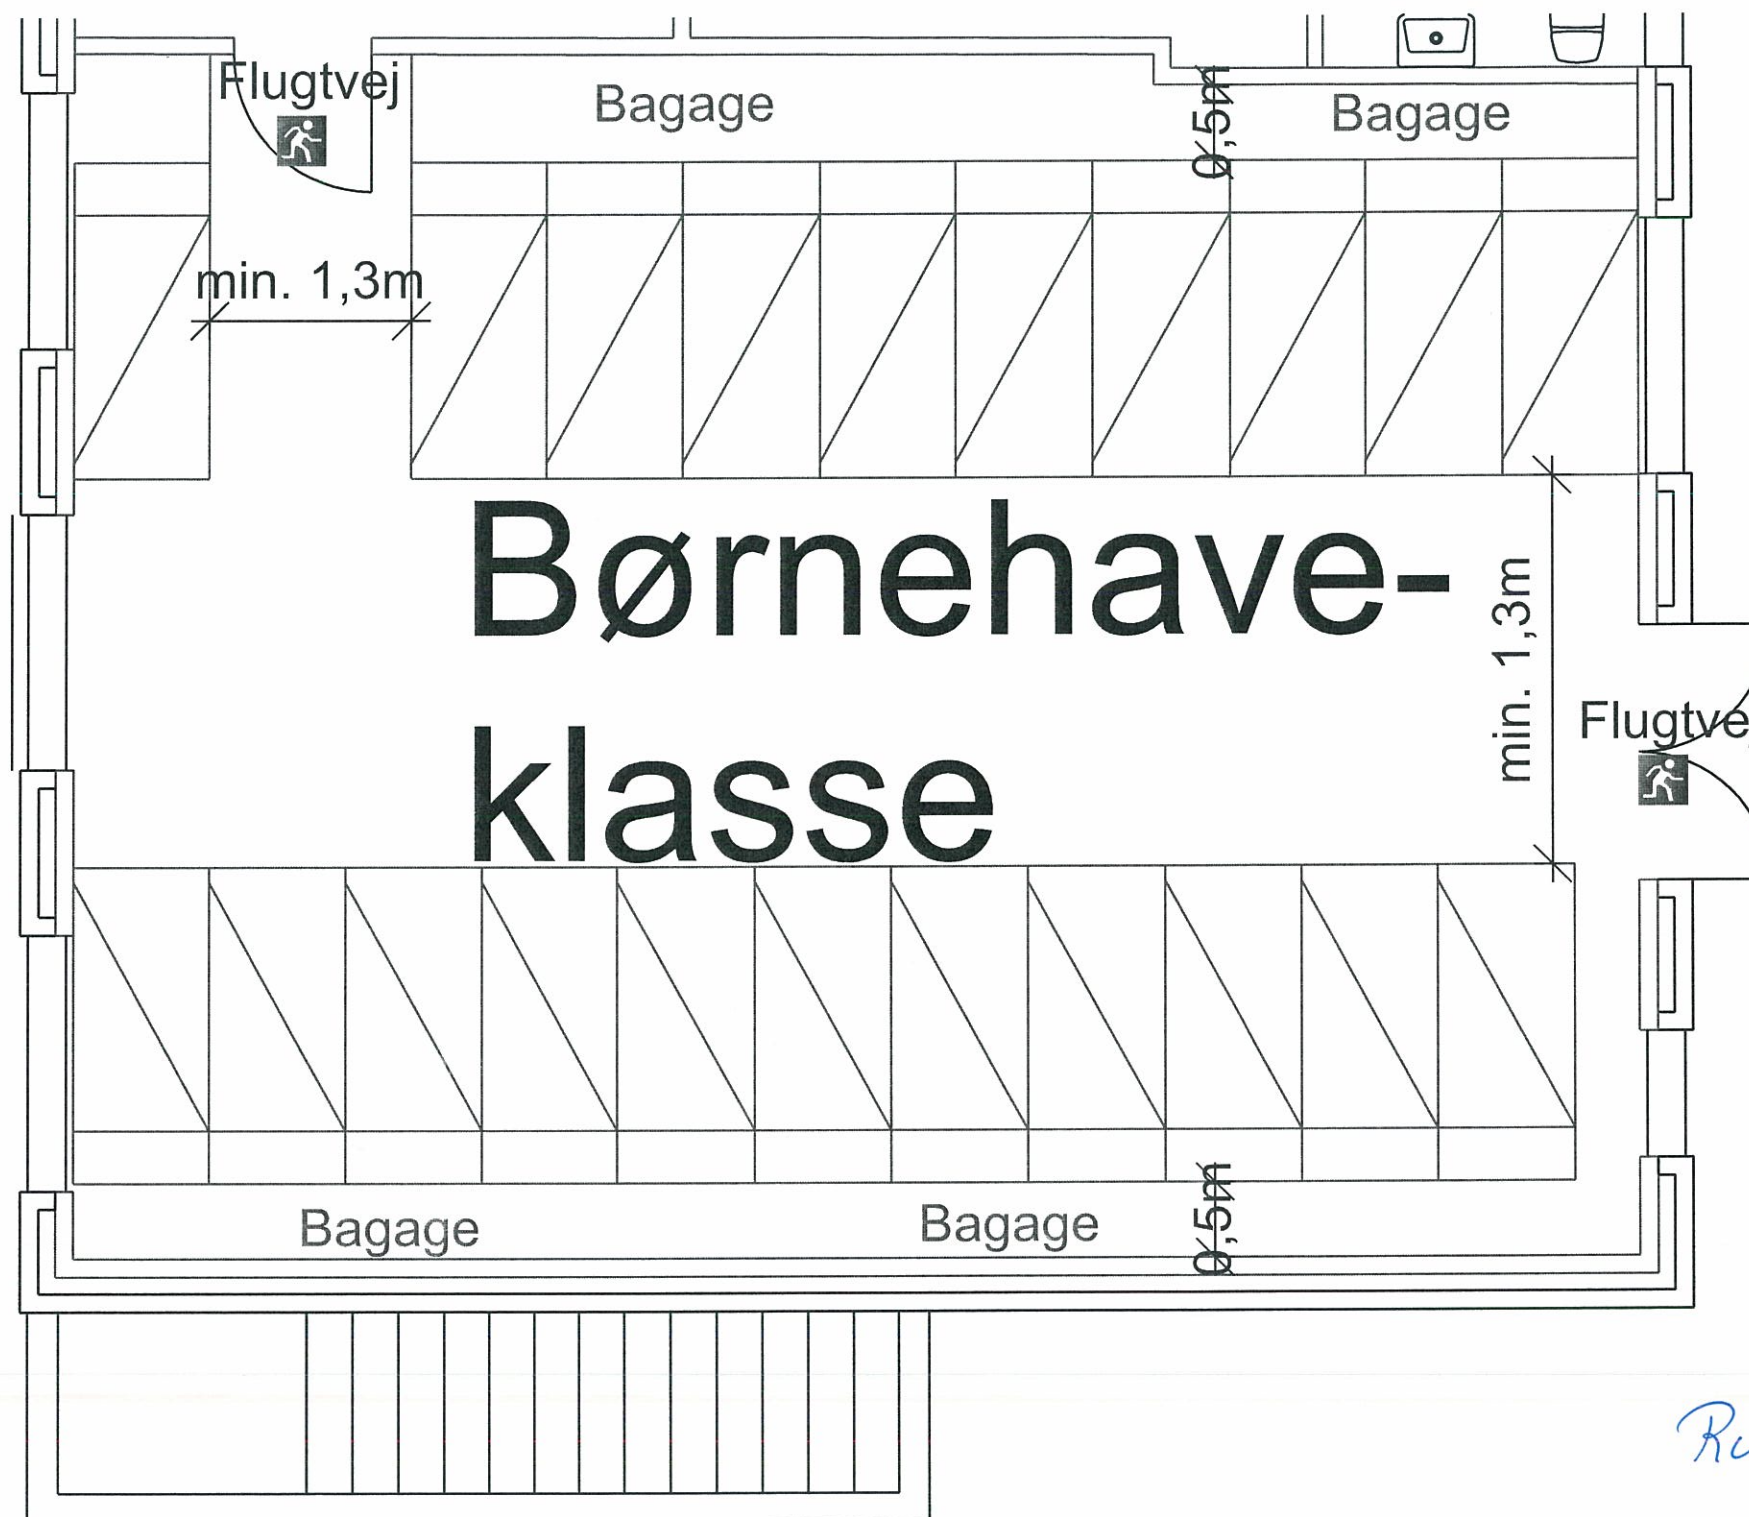 Flugtvej
Bagage
0,5m
Bagage
min. 1,3m
Børnehave-
klasse
min. 1,3m
Flugtve
Bagage
Bagage
0,5m